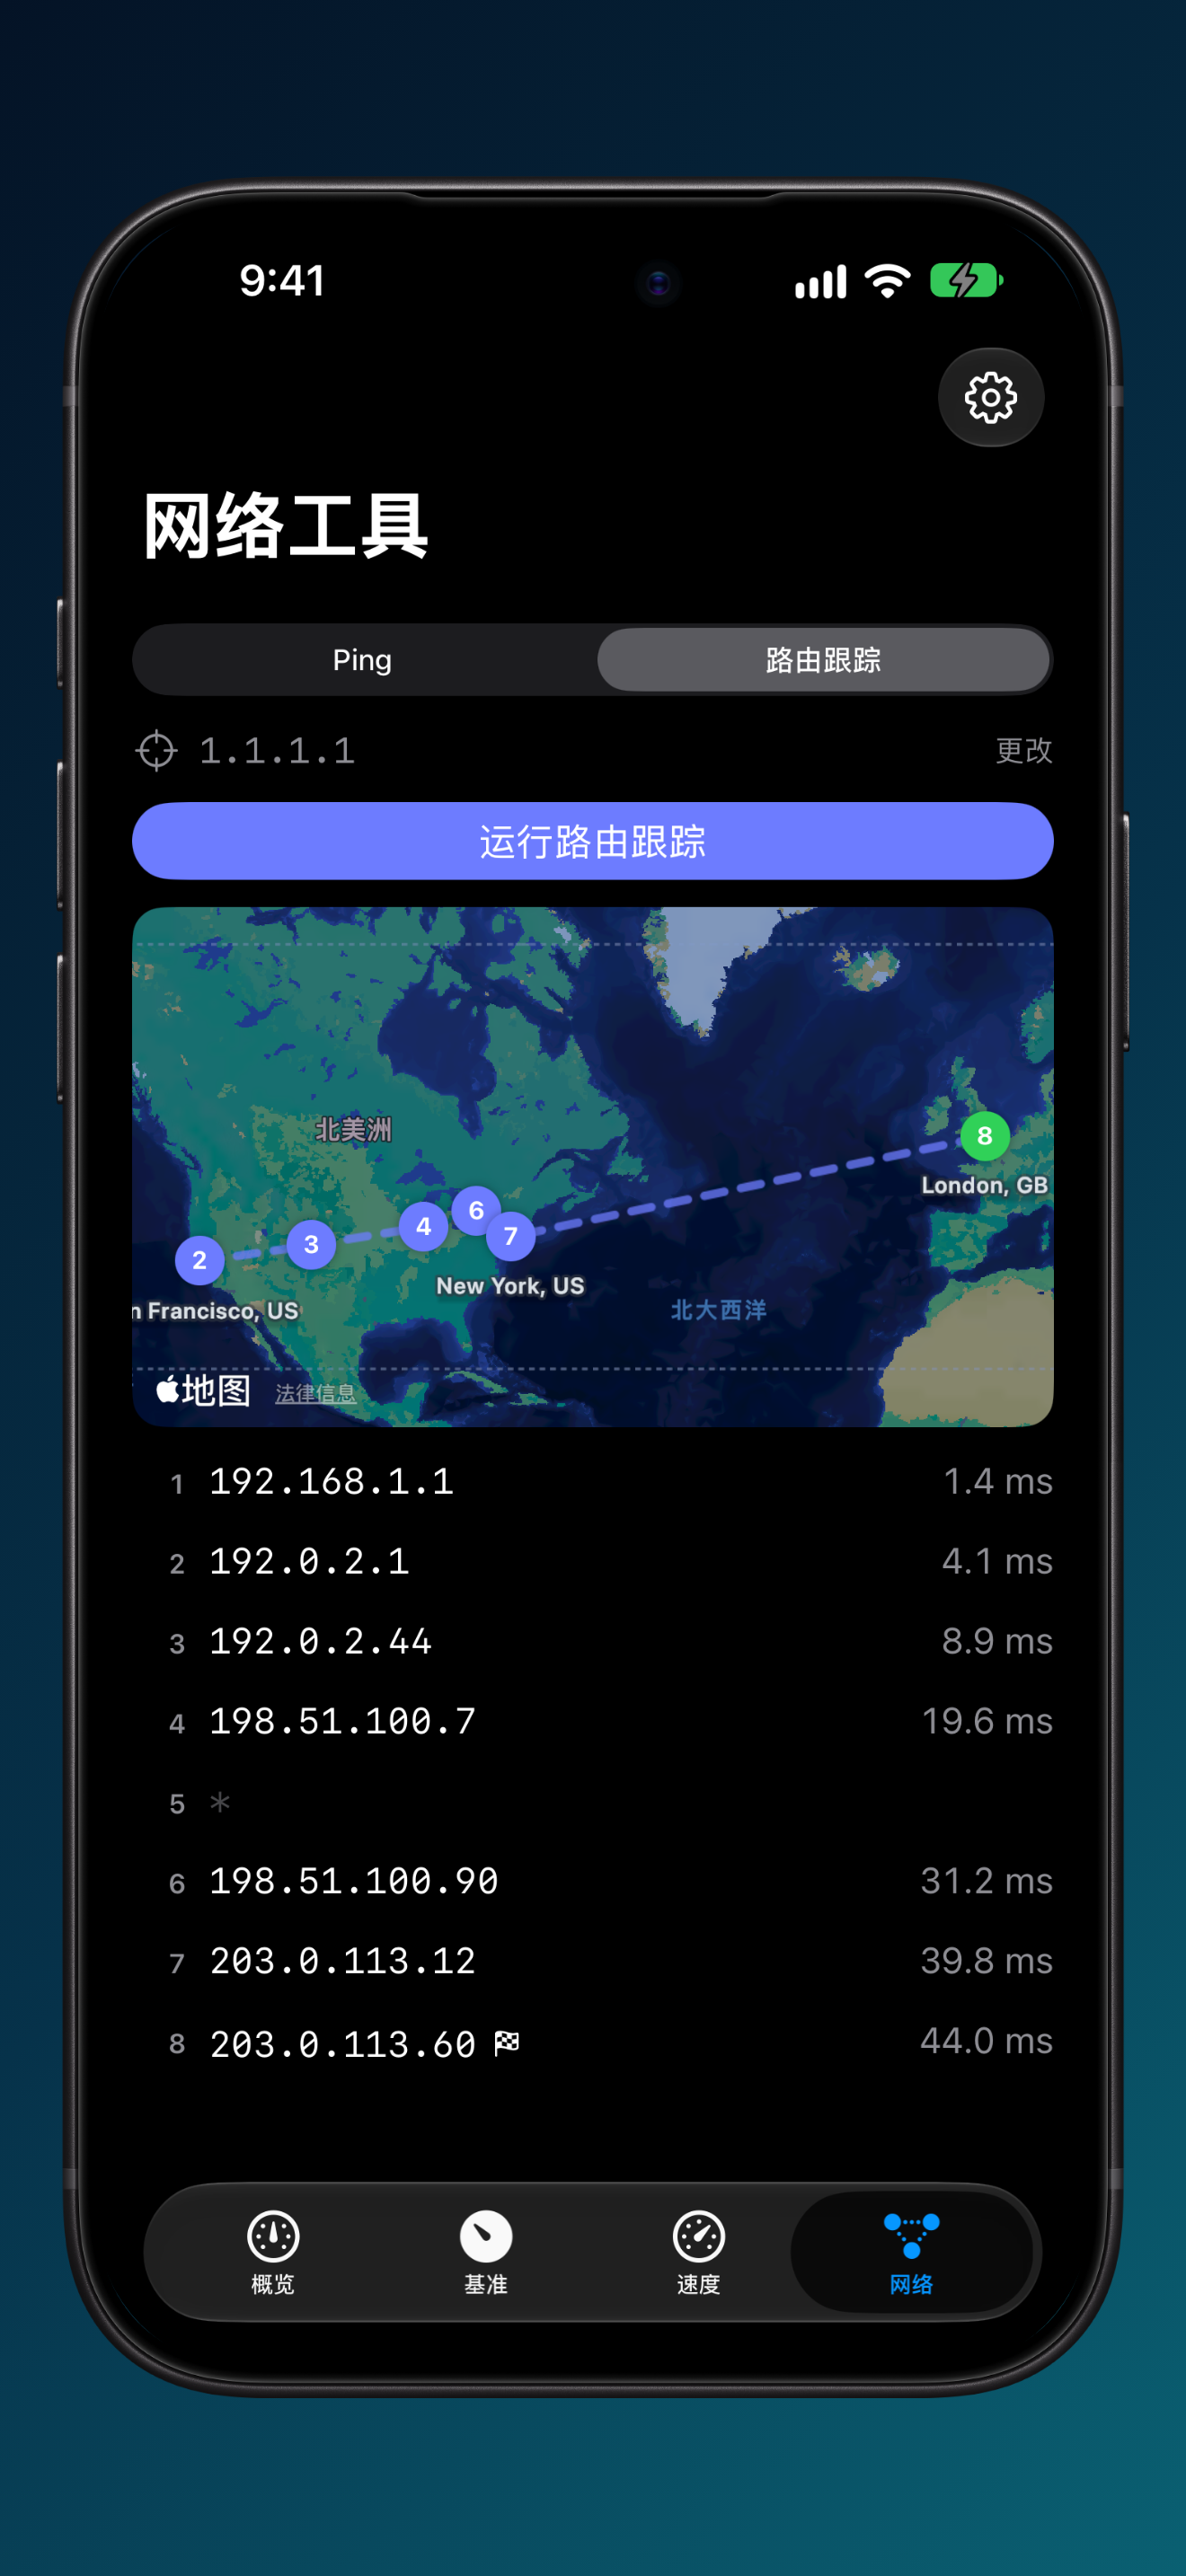 9:41
网络工具
Ping
路由跟踪
1.1.1.1
更改
运行路由跟踪
北美洲
8
London, GB
6
4
7
3
2
New York, US
n Francisco, US
北大西洋
地图
法律信息
1 192.168.1.1 1.4 ms
2 192.0.2.1 4.1 ms
3 192.0.2.44 8.9 ms
4 198.51.100.7 19.6 ms
5 *
6 198.51.100.90 31.2 ms
7 203.0.113.12 39.8 ms
8 203.0.113.60 44.0 ms
概览
基准
速度
网络